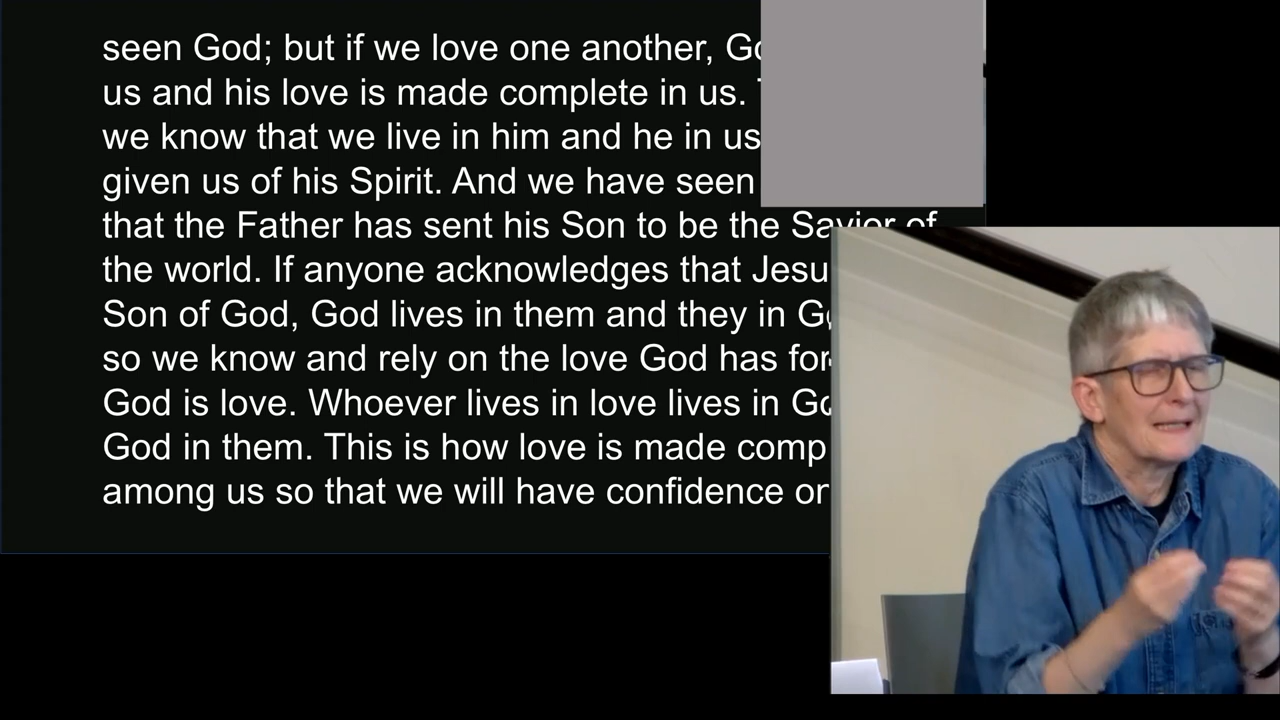 seen God; but if we love one another,
us and his love is made complete in us.
we know that we live in him and he in us
given us of his Spirit. And we have seen
that the Father has sent his Son to be the Savior of
the world. If anyone acknowledges that
Son of God, God lives in them and they in
so we know and rely on the love God has
God is love. Whoever lives in love lives in
God in them. This is how love is made
among us so that we will have confidence